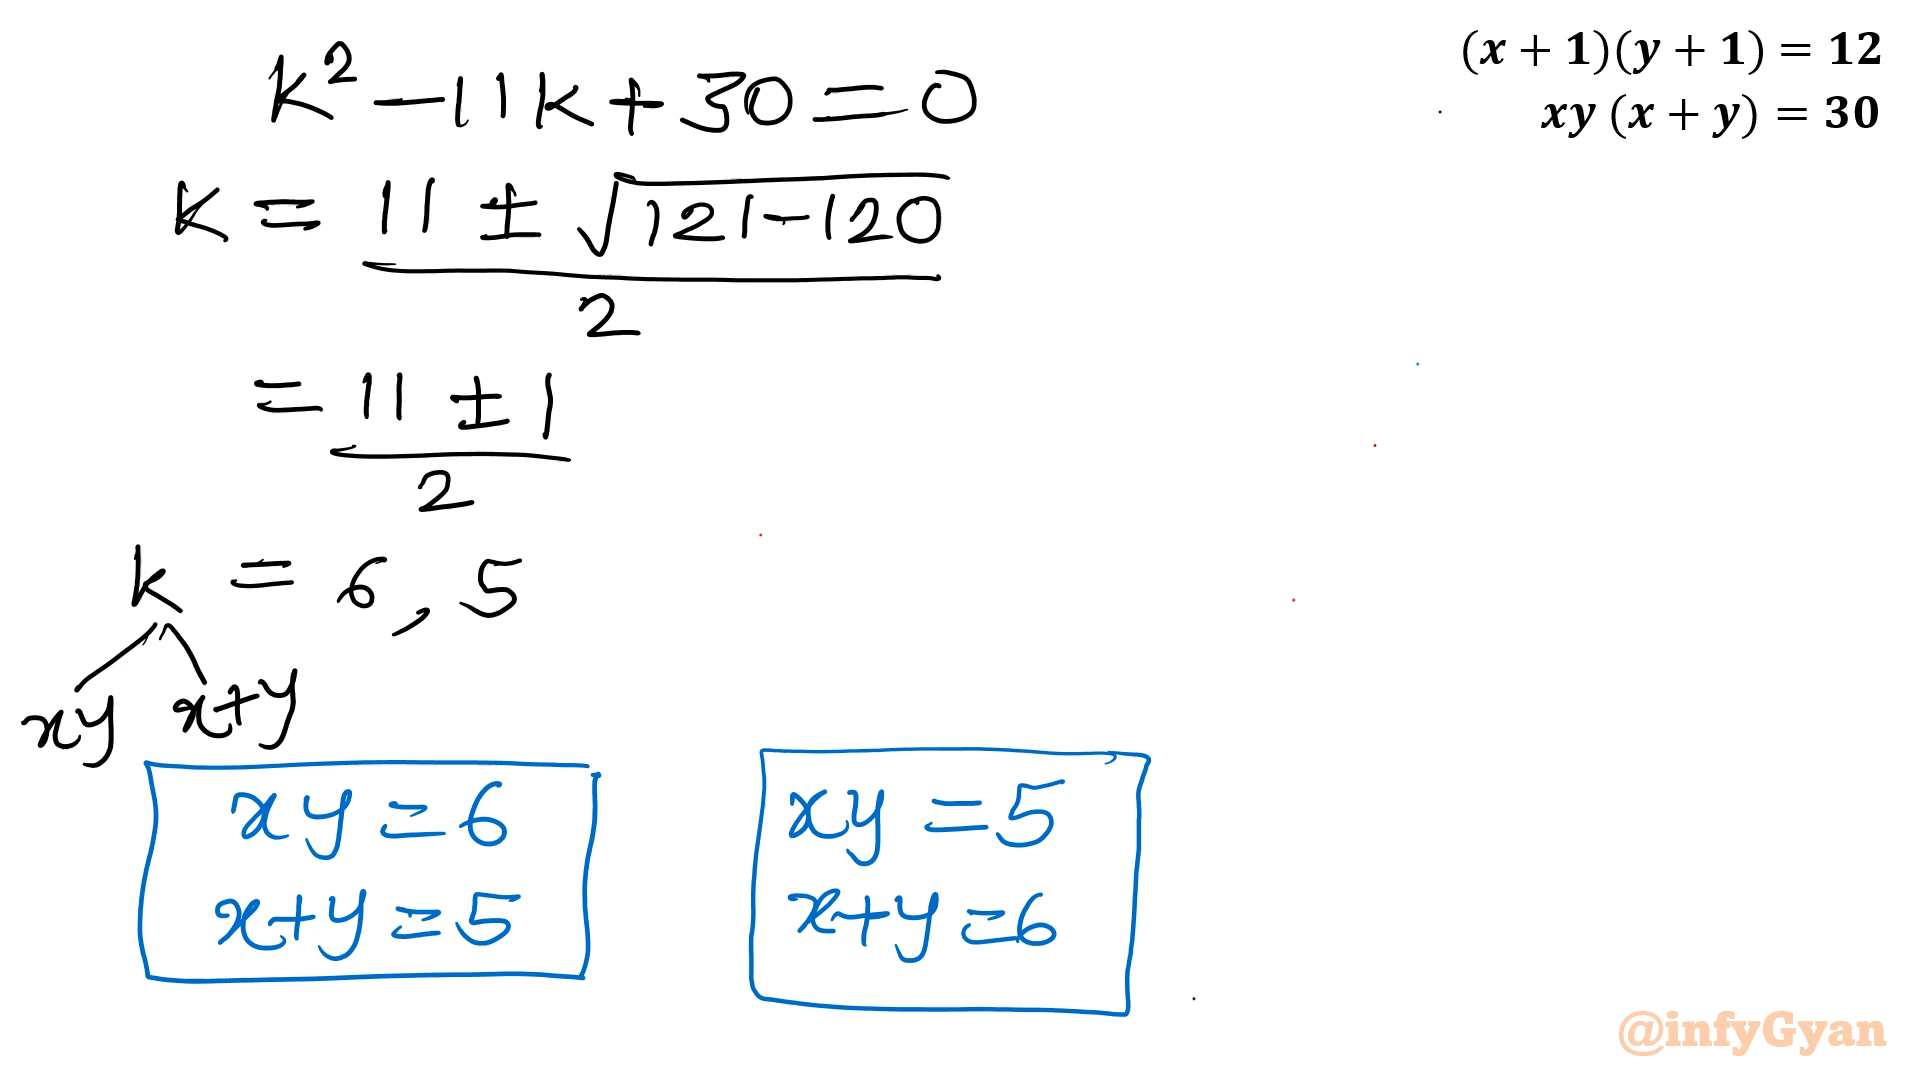 K² - 11K + 30 = 0
(x + 1)(y + 1) = 12
xy (x + y) = 30
K = 11 ± √121-120
2
= 11 ± 1
2
k = 6, 5
xy x+y
xy = 6
x+y = 5
xy = 5
x+y = 6
@infyGyan